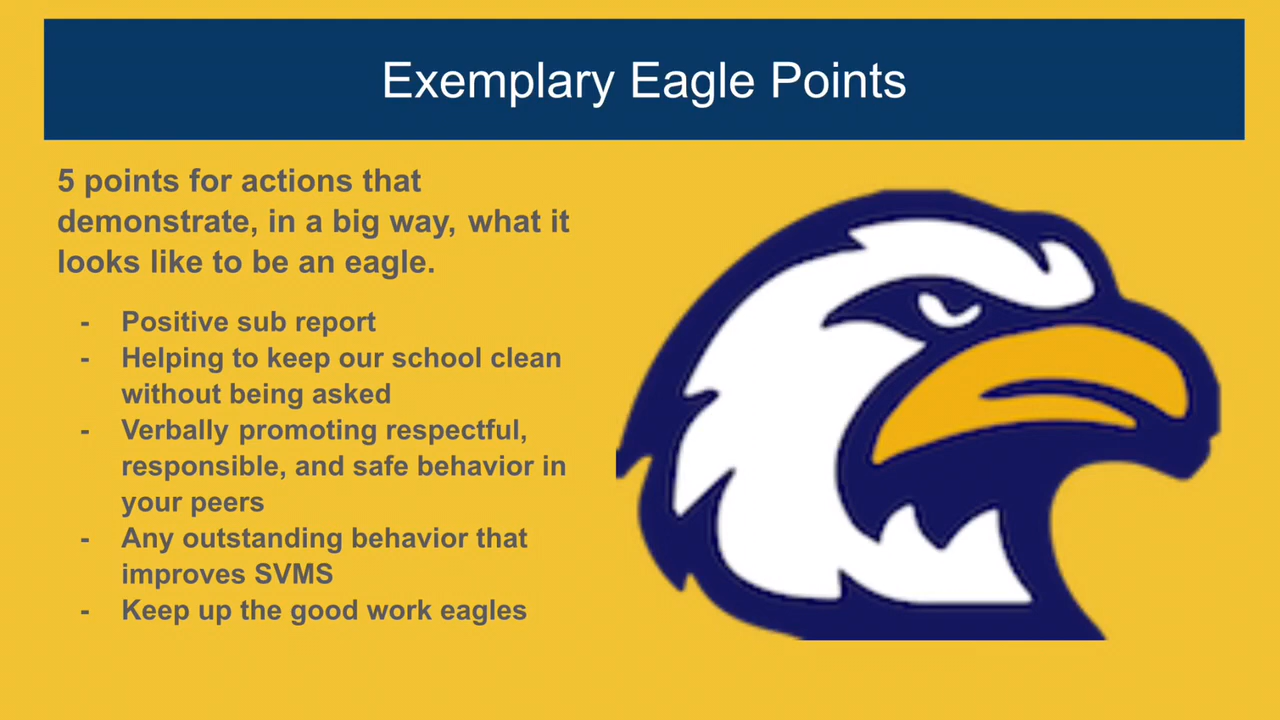 Exemplary Eagle Points
5 points for actions that
demonstrate, in a big way, what it
looks like to be an eagle.
- Positive sub report
- Helping to keep our school clean
without being asked
- Verbally promoting respectful,
responsible, and safe behavior in
your peers
- Any outstanding behavior that
improves SVMS
- Keep up the good work eagles